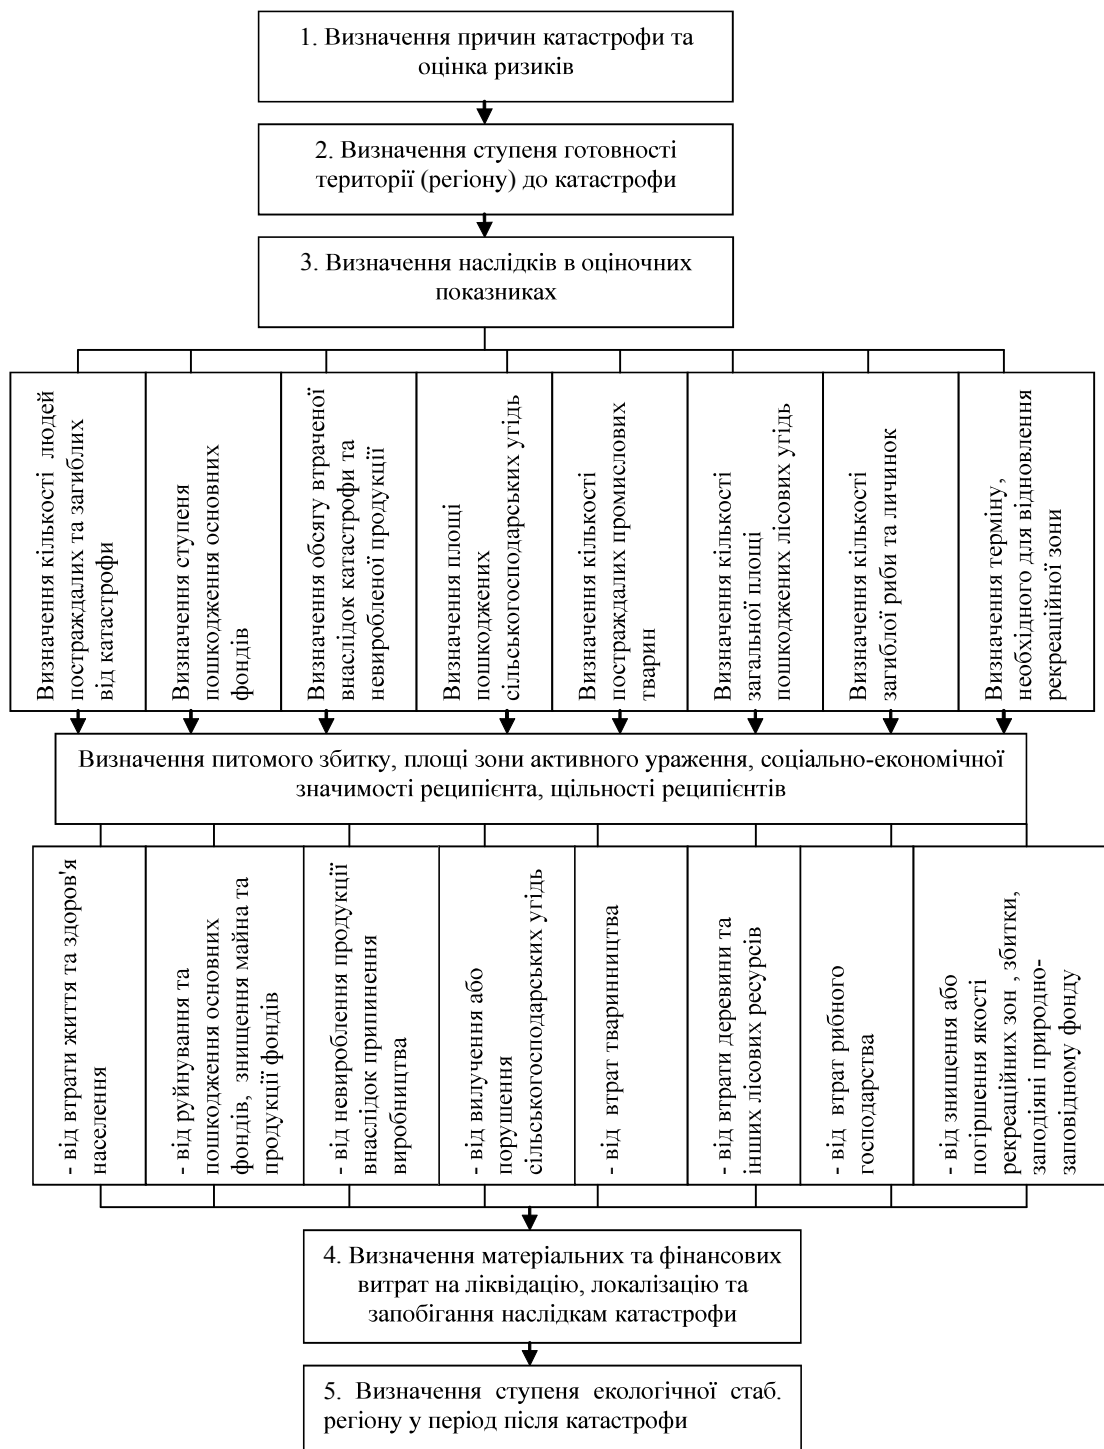 1. Визначення причин катастрофи та
оцінка ризиків
2. Визначення ступеня готовності
території (регіону) до катастрофи
3. Визначення наслідків в оціночних
показниках
Визначення кількості людей
постраждалих та загиблих
від катастрофи
Визначення ступеня
пошкодження основних
фондів
Визначення обсягу втраченої
внаслідок катастрофи та
невиробленої продукції
Визначення площі
пошкоджених
сільськогосподарських угідь
Визначення кількості
постраждалих промислових
тварин
Визначення кількості
загальної площі
пошкоджених лісових угідь
Визначення кількості
загиблої риби та личинок
Визначення терміну,
необхідного для відновлення
рекреаційної зони
Визначення питомого збитку, площі зони активного ураження, соціально-економічної
значимості реципієнта, щільності реципієнтів
- від втрати життя та здоров'я
населення
- від руйнування та
пошкодження основних
фондів, знищення майна та
продукції фондів
- від невироблення продукції
внаслідок припинення
виробництва
- від вилучення або
порушення
сільськогосподарських угідь
- від втрат тваринництва
- від втрати деревини та
інших лісових ресурсів
- від втрат рибного
господарства
- від знищення або
погіршення якості
рекреаційних зон , збитки,
заподіяні природно-
заповідному фонду
4. Визначення матеріальних та фінансових
витрат на ліквідацію, локалізацію та
запобігання наслідкам катастрофи
5. Визначення ступеня екологічної стаб.
регіону у період після катастрофи